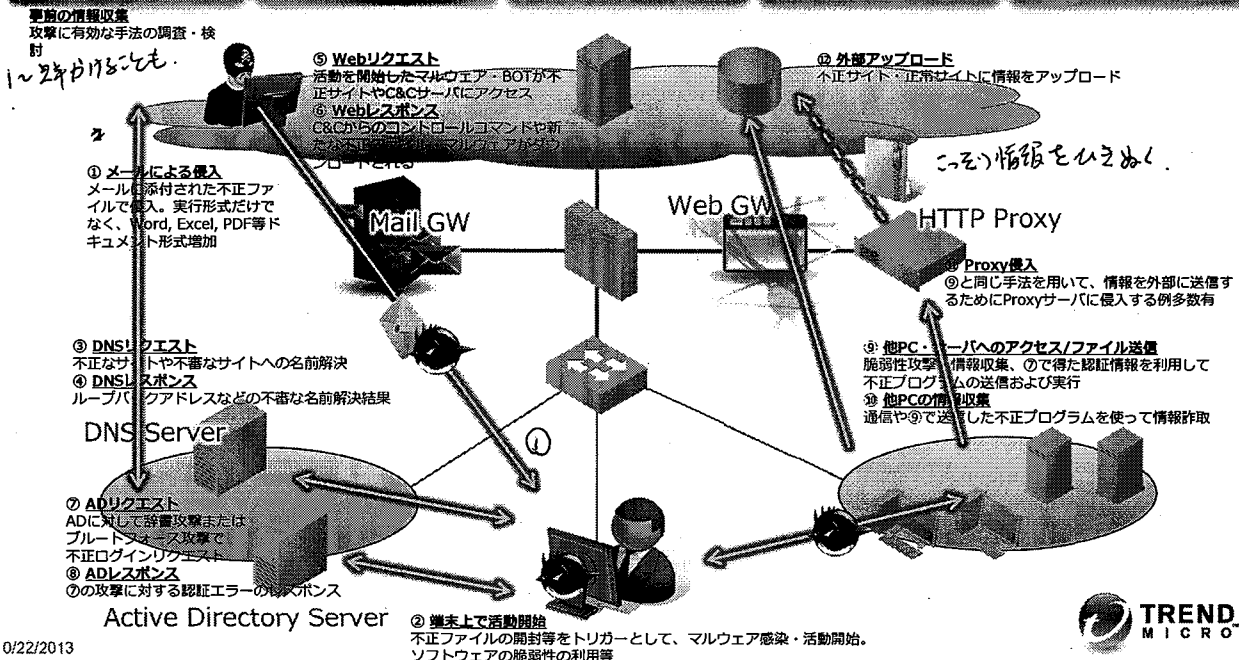 事前の情報収集
攻撃に有効な手法の調査・検
討
1～2年かけることも.
⑤ Webリクエスト
活動を開始したマルウェア・BOTが不
正サイトやC&Cサーバにアクセス
⑥ Webレスポンス
C&Cからのコントロールコマンドや新
たな不正 マルウェアがダウ
ンロードされる
⑫ 外部アップロード
不正サイト・正常サイトに情報をアップロード
こっそり情報をひきぬく.
① メールによる侵入
メールに添付された不正ファ
イルで侵入。実行形式だけで
なく、Word, Excel, PDF等ド
キュメント形式増加
Mail GW
Web GW
HTTP Proxy
Proxy侵入
⑨と同じ手法を用いて、情報を外部に送信す
るためにProxyサーバに侵入する例多数有
③ DNSリクエスト
不正なサイトや不審なサイトへの名前解決
④ DNSレスポンス
ループバックアドレスなどの不審な名前解決結果
⑨ 他PC・サーバへのアクセス/ファイル送信
脆弱性攻撃、情報収集、⑦で得た認証情報を利用して
不正プログラムの送信および実行
⑩ 他PCの情報収集
通信や⑨で送信した不正プログラムを使って情報詐取
DNS Server
①
⑦ ADリクエスト
ADに対して辞書攻撃または
ブルートフォース攻撃で
不正ログインリクエスト
⑧ ADレスポンス
⑦の攻撃に対する認証エラーのレスポンス
Active Directory Server
② 端末上で活動開始
不正ファイルの開封等をトリガーとして、マルウェア感染・活動開始。
ソフトウェアの脆弱性の利用等
0/22/2013
TREND
MICRO